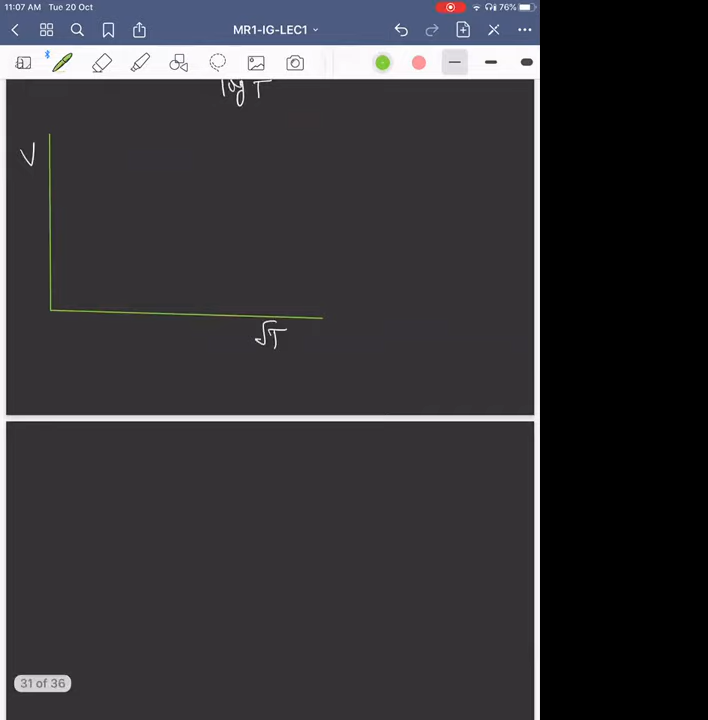 11:07 AM Tue 20 Oct
76%
MR1-IG-LEC1
log T
V
√T
31 of 36